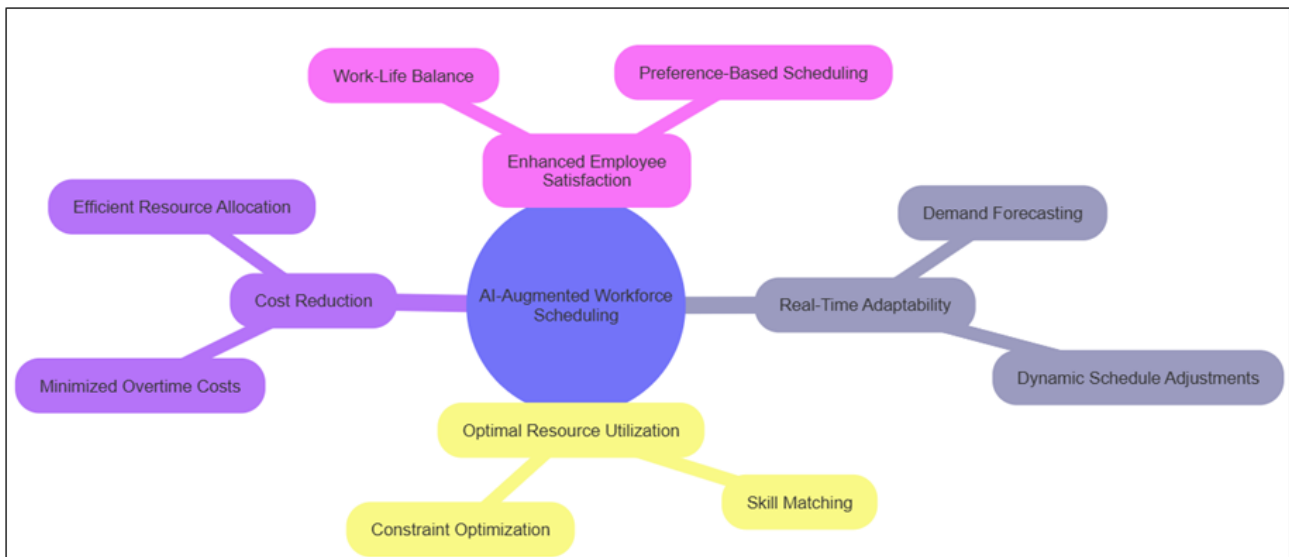 Work-Life Balance
Preference-Based Scheduling
Enhanced Employee
Satisfaction
Efficient Resource Allocation
Demand Forecasting
Cost Reduction
AI-Augmented Workforce
Scheduling
Real-Time Adaptability
Minimized Overtime Costs
Dynamic Schedule Adjustments
Optimal Resource Utilization
Skill Matching
Constraint Optimization